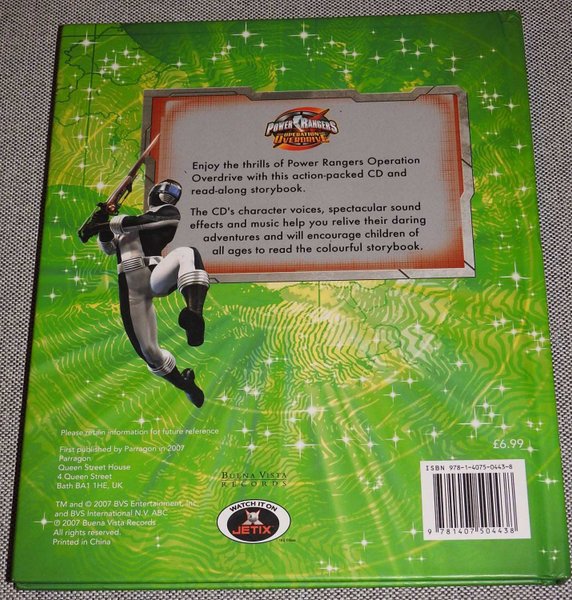 POWER RANGERS
OPERATION
OVERDRIVE
Enjoy the thrills of Power Rangers Operation
Overdrive with this action-packed CD and
read-along storybook.
The CD's character voices, spectacular sound
effects and music help you relive their daring
adventures and will encourage children of
all ages to read the colourful storybook.
Please retain information for future reference
First published by Parragon in 2007
Parragon
Queen Street House
4 Queen Street
Bath BA1 1HE, UK
TM and © 2007 BVS Entertainment, Inc.
and BVS International N.V. ABC
℗ 2007 Buena Vista Records
All rights reserved.
Printed in China
BUENA VISTA
RECORDS
WATCH IT ON
JETIX
£6.99
ISBN 978-1-4075-0443-8
9 781407 504438